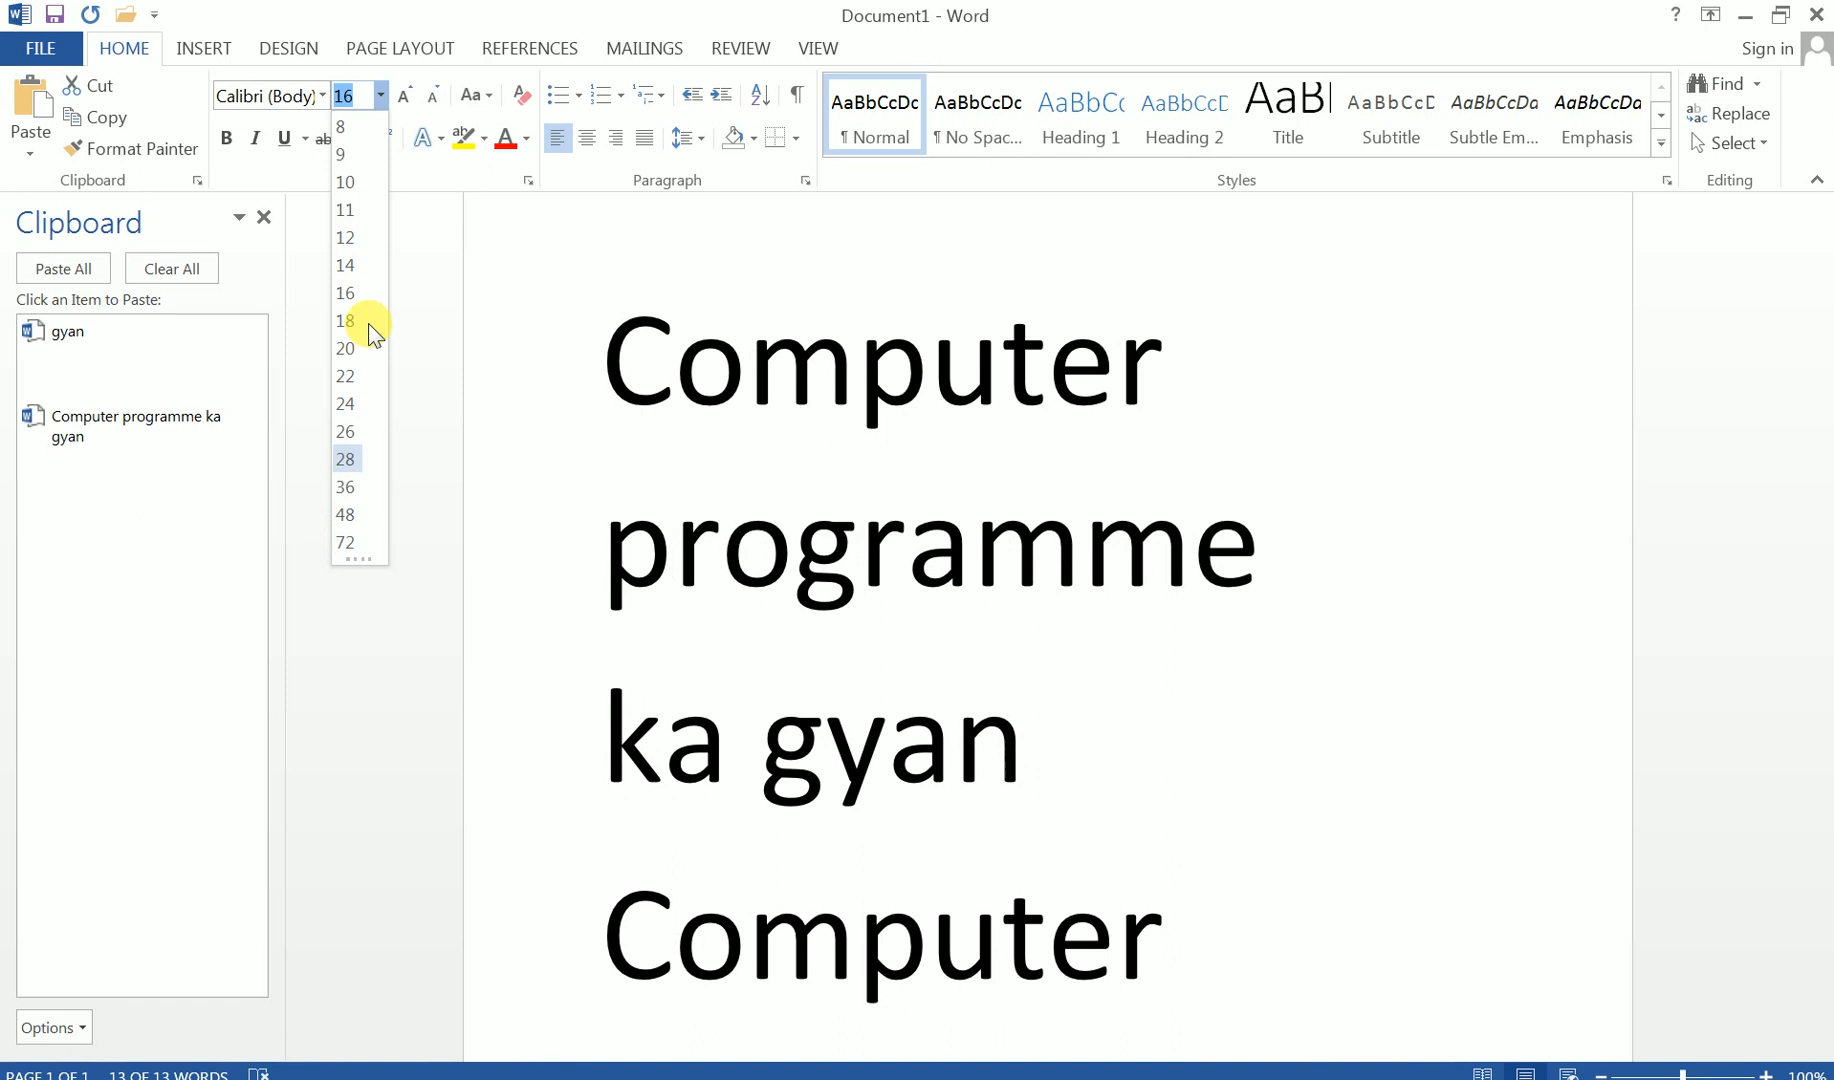 Document1 - Word
?
FILE HOME INSERT DESIGN PAGE LAYOUT REFERENCES MAILINGS REVIEW VIEW Sign in
Paste
Cut
Copy
Format Painter
Clipboard
Calibri (Body) 16
Aa
B I U
A
Paragraph
AaBbCcDc
¶ Normal
AaBbCcDc
¶ No Spac...
AaBbCc
Heading 1
AaBbCcD
Heading 2
AaB
Title
AaBbCcD
Subtitle
AaBbCcDa
Subtle Em...
AaBbCcDa
Emphasis
Styles
Find
Replace
Select
Editing
Clipboard
Paste All Clear All
Click an Item to Paste:
gyan
Computer programme ka
gyan
Options
8
9
10
11
12
14
16
18
20
22
24
26
28
36
48
72
Computer
programme
ka gyan
Computer
PAGE 1 OF 1 13 OF 13 WORDS 100%